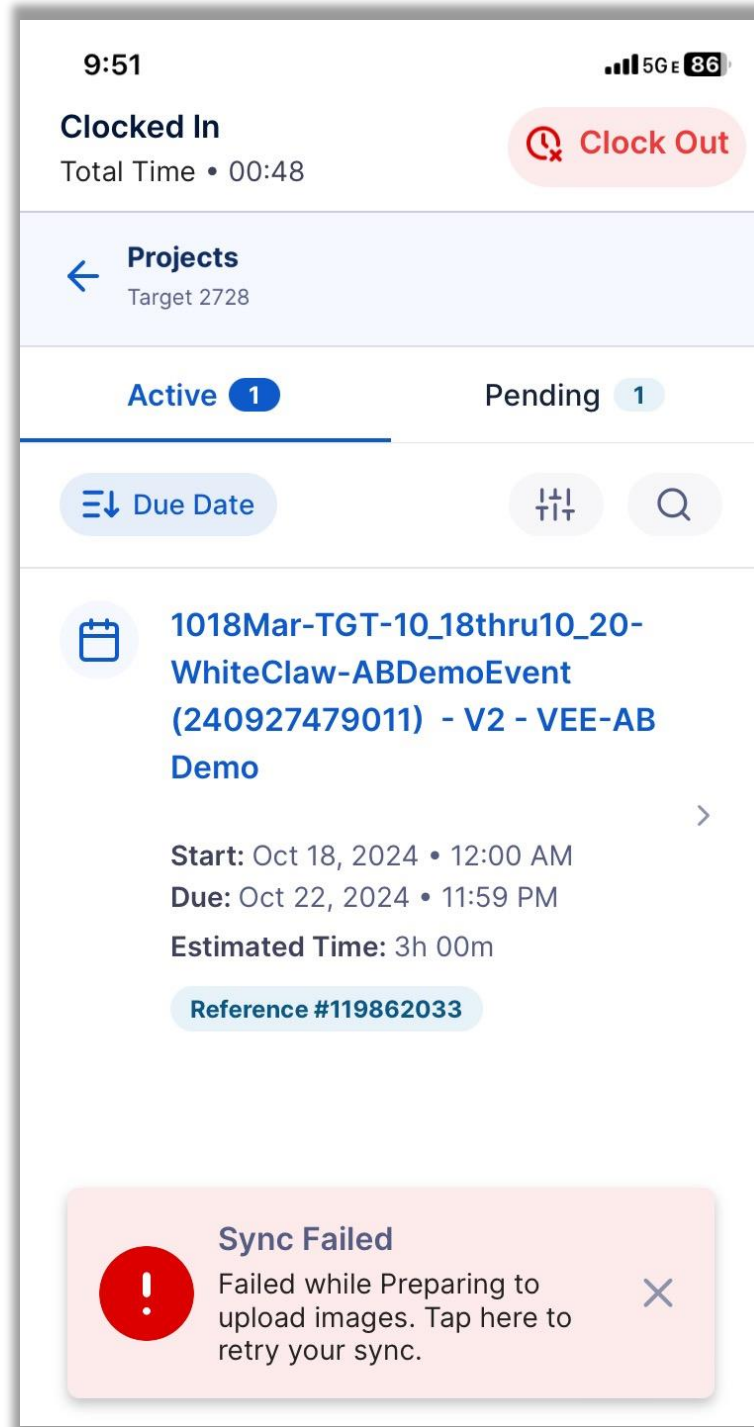 9:51
5G E 86
Clocked In
Total Time • 00:48
Clock Out
Projects
Target 2728
Active 1
Pending 1
Due Date
1018Mar-TGT-10_18thru10_20-
WhiteClaw-ABDemoEvent
(240927479011) - V2 - VEE-AB
Demo
Start: Oct 18, 2024 • 12:00 AM
Due: Oct 22, 2024 • 11:59 PM
Estimated Time: 3h 00m
Reference #119862033
Sync Failed
Failed while Preparing to
upload images. Tap here to
retry your sync.